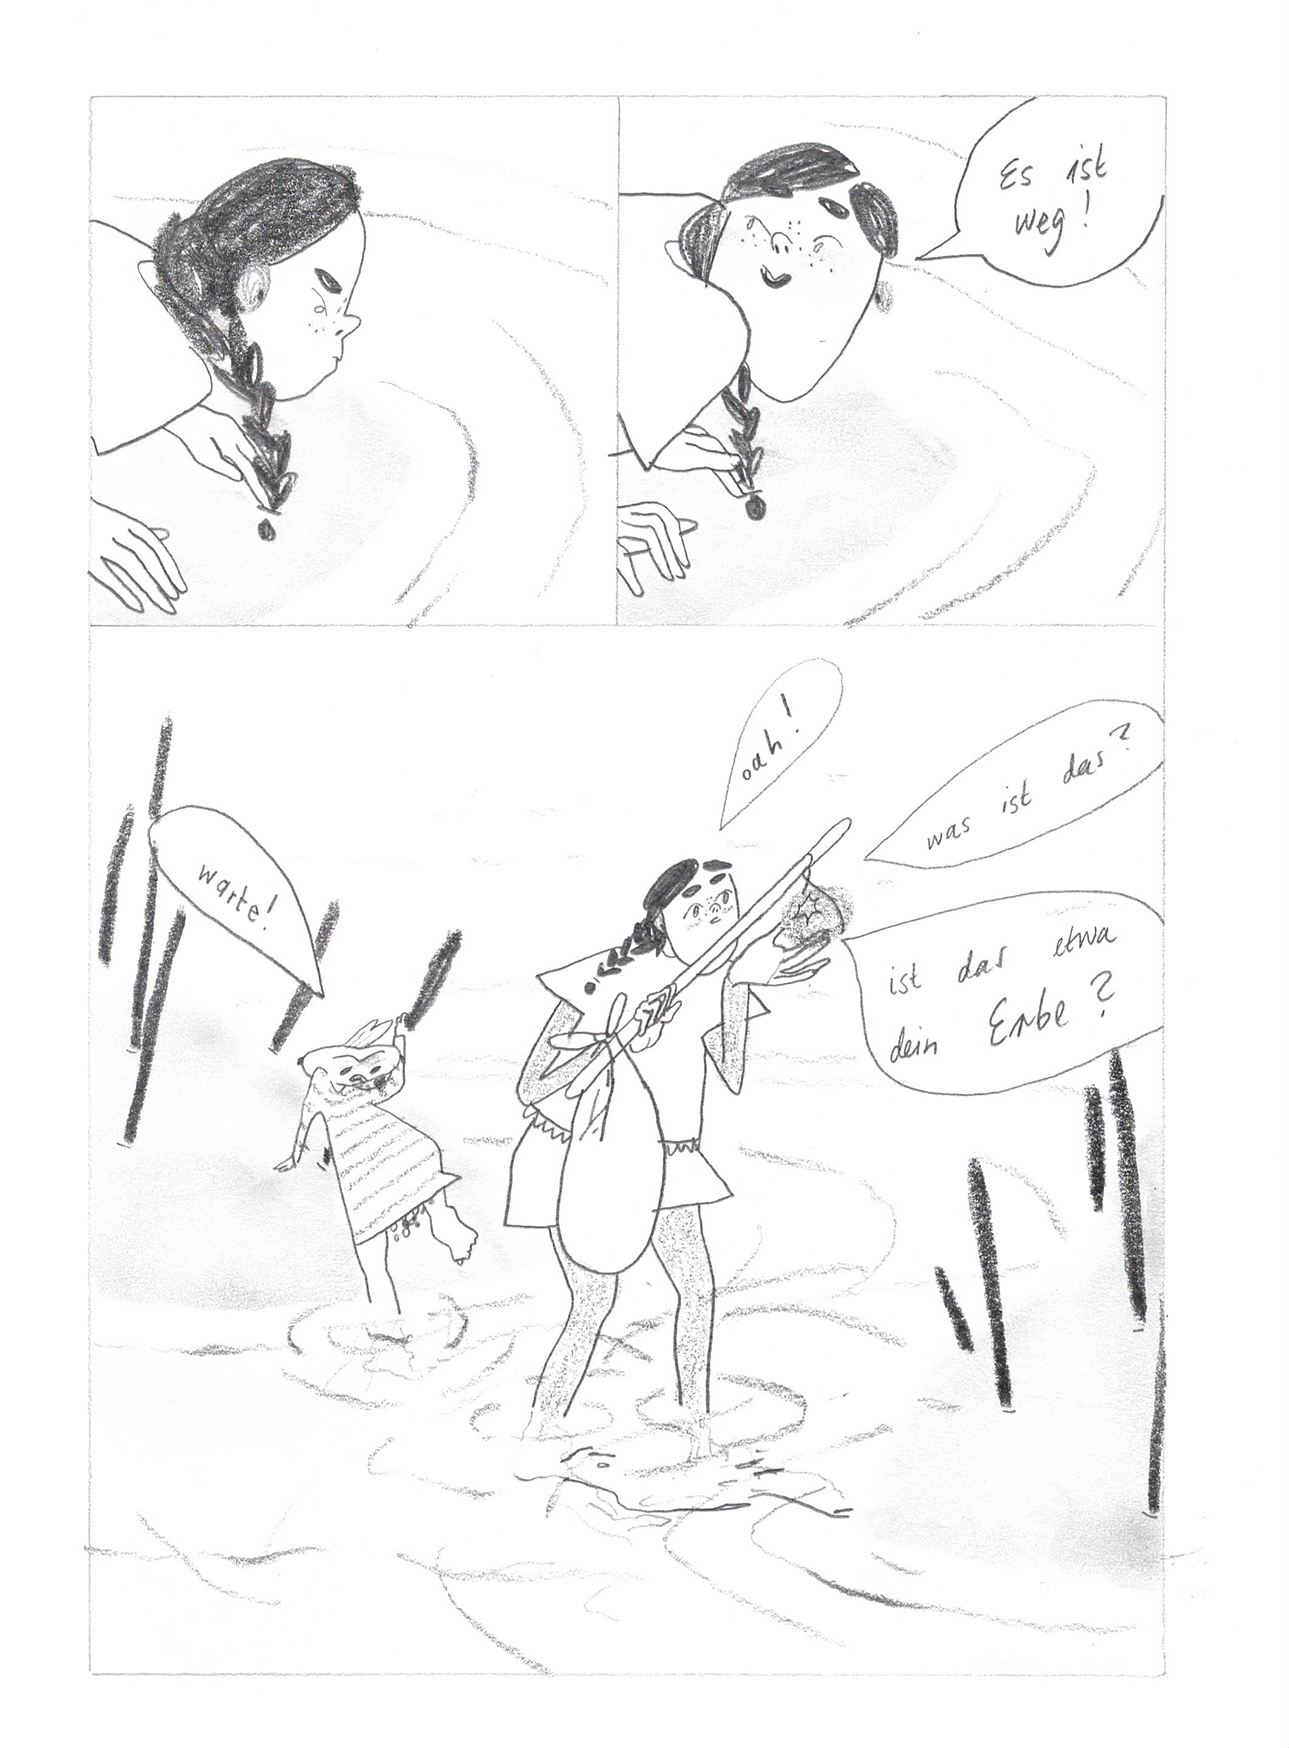 Es ist
weg!
oah!
was ist das?
warte!
ist das etwa
dein Erbe?